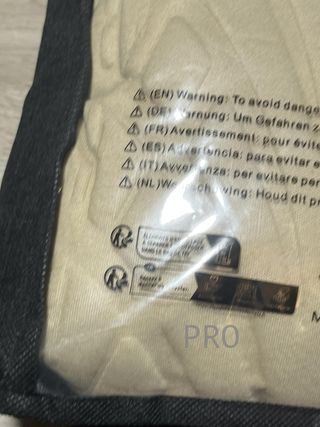 ⚠ (EN) Warning: To avoid dange
⚠ (DE) Warnung: Um Gefahren z
⚠ (FR) Avertissement: pour évite
⚠ (ES) Advertencia: para evitar e
⚠ (IT) Avvertenza: per evitare per
⚠ (NL) Waarschuwing: Houd dit pr
M
PRO